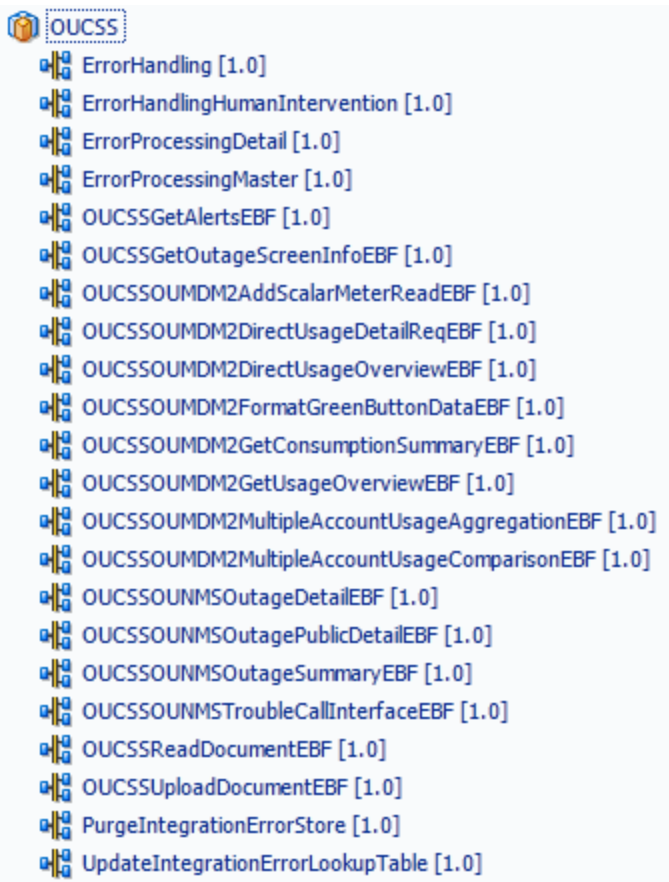 OUCSS
ErrorHandling [1.0]
ErrorHandlingHumanIntervention [1.0]
ErrorProcessingDetail [1.0]
ErrorProcessingMaster [1.0]
OUCSSGetAlertsEBF [1.0]
OUCSSGetOutageScreenInfoEBF [1.0]
OUCSSOUMDM2AddScalarMeterReadEBF [1.0]
OUCSSOUMDM2DirectUsageDetailReqEBF [1.0]
OUCSSOUMDM2DirectUsageOverviewEBF [1.0]
OUCSSOUMDM2FormatGreenButtonDataEBF [1.0]
OUCSSOUMDM2GetConsumptionSummaryEBF [1.0]
OUCSSOUMDM2GetUsageOverviewEBF [1.0]
OUCSSOUMDM2MultipleAccountUsageAggregationEBF [1.0]
OUCSSOUMDM2MultipleAccountUsageComparisonEBF [1.0]
OUCSSOUNMSOutageDetailEBF [1.0]
OUCSSOUNMSOutagePublicDetailEBF [1.0]
OUCSSOUNMSOutageSummaryEBF [1.0]
OUCSSOUNMSTroubleCallInterfaceEBF [1.0]
OUCSSReadDocumentEBF [1.0]
OUCSSUploadDocumentEBF [1.0]
PurgeIntegrationErrorStore [1.0]
UpdateIntegrationErrorLookupTable [1.0]